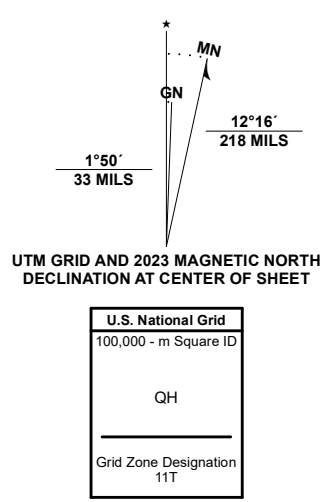 ★
MN
GN
12°16´
218 MILS
1°50´
33 MILS
UTM GRID AND 2023 MAGNETIC NORTH
DECLINATION AT CENTER OF SHEET
U.S. National Grid
100,000 - m Square ID
QH
Grid Zone Designation
11T